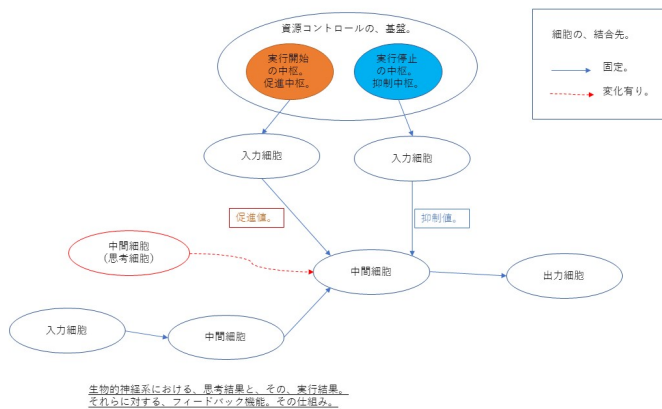 資源コントロールの、基盤。
実行開始
の中枢。
促進中枢。
実行停止
の中枢。
抑制中枢。
細胞の、結合先。
固定。
変化有り。
入力細胞
入力細胞
促進値。
抑制値。
中間細胞
(思考細胞)
中間細胞
出力細胞
入力細胞
中間細胞
生物的神経系における、思考結果と、その、実行結果。
それらに対する、フィードバック機能。その仕組み。